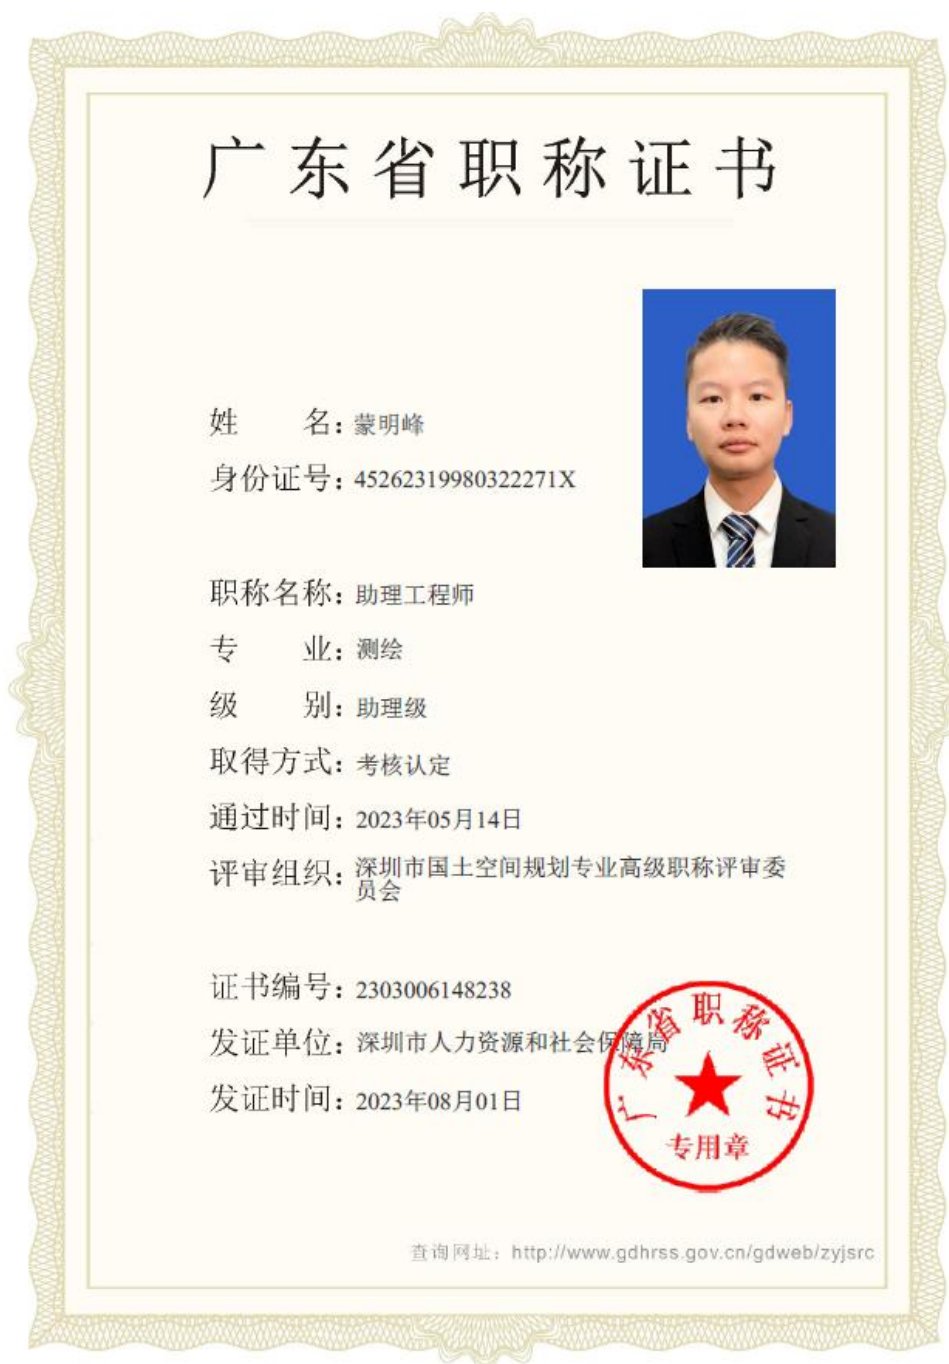 广东省职称证书
姓 名：蒙明峰
身份证号：45262319980322271X
职称名称：助理工程师
专 业：测绘
级 别：助理级
取得方式：考核认定
通过时间：2023年05月14日
评审组织：深圳市国土空间规划专业高级职称评审委
员会
证书编号：2303006148238
发证单位：深圳市人力资源和社会保障局
发证时间：2023年08月01日
广东省职称证书
专用章
查询网址：http://www.gdhrss.gov.cn/gdweb/zyjsrc